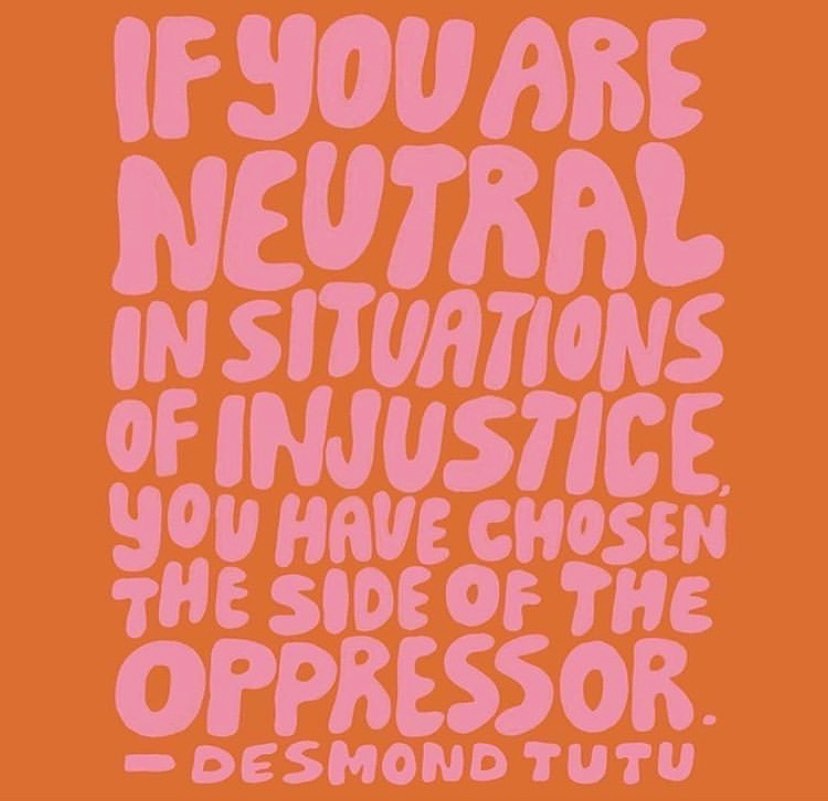 IF YOU ARE
NEUTRAL
IN SITUATIONS
OF INJUSTICE,
YOU HAVE CHOSEN
THE SIDE OF THE
OPPRESSOR.
— DESMOND TUTU